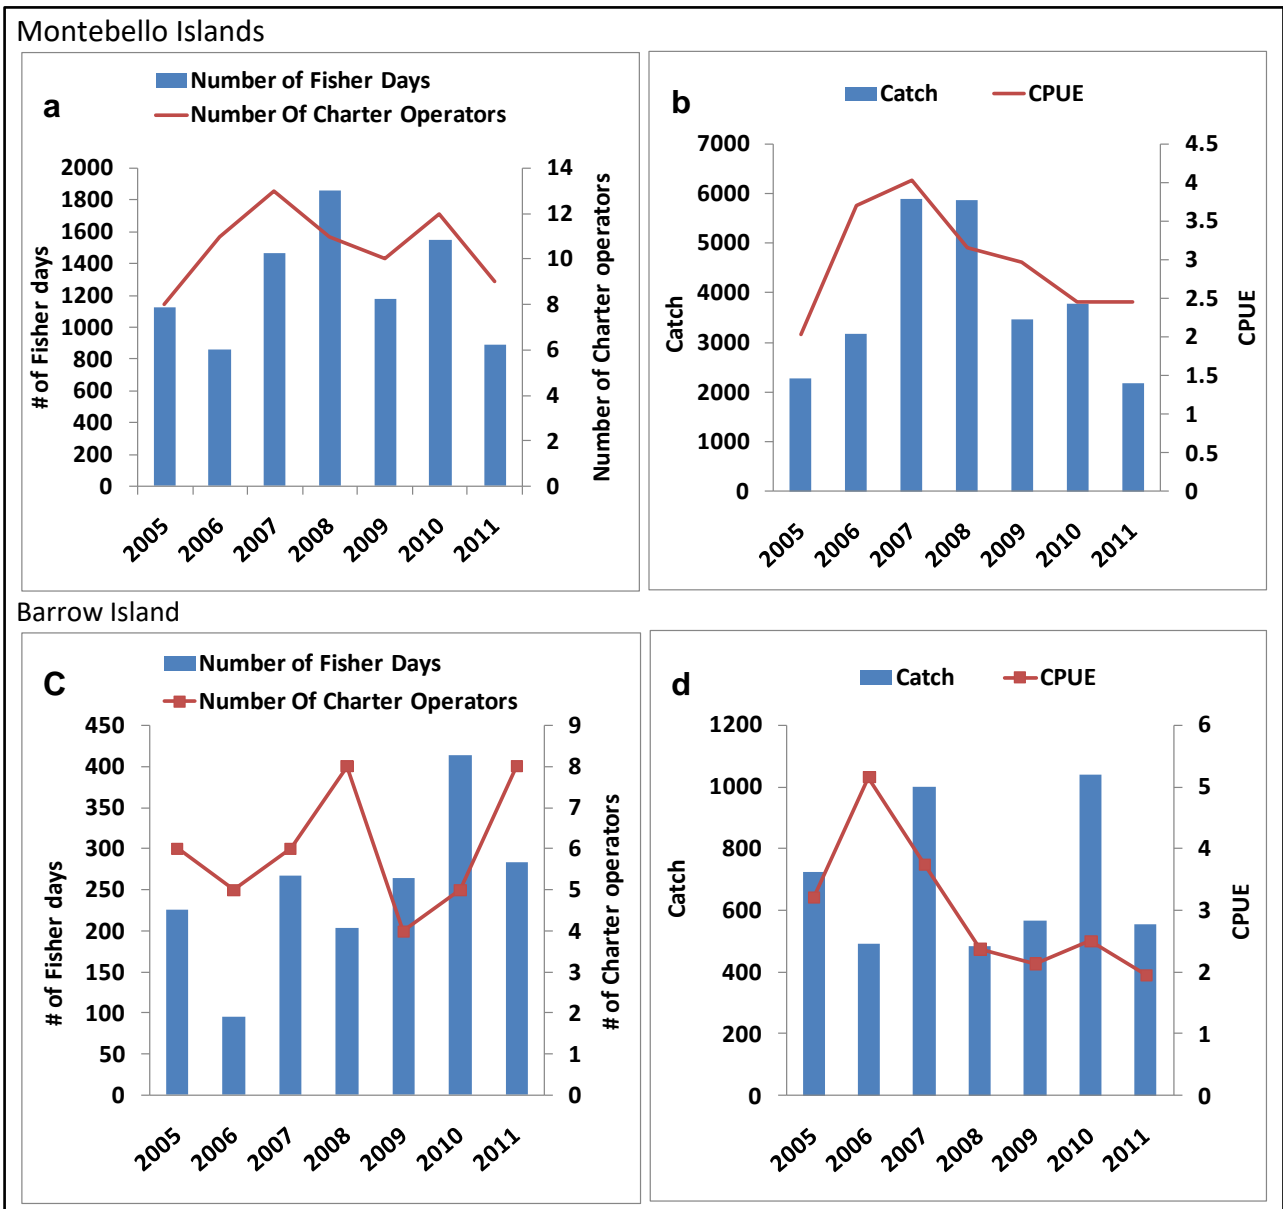 Montebello Islands
a
Number of Fisher Days
Number Of Charter Operators
# of Fisher days
2000
1800
1600
1400
1200
1000
800
600
400
200
0
14
12
10
8
6
4
2
0
Number of Charter operators
2005 2006 2007 2008 2009 2010 2011
b
Catch CPUE
Catch
7000
6000
5000
4000
3000
2000
1000
0
4.5
4
3.5
3
2.5
2
1.5
1
0.5
0
CPUE
2005 2006 2007 2008 2009 2010 2011
Barrow Island
C
Number of Fisher Days
Number Of Charter Operators
# of Fisher days
450
400
350
300
250
200
150
100
50
0
9
8
7
6
5
4
3
2
1
0
# of Charter operators
2005 2006 2007 2008 2009 2010 2011
d
Catch CPUE
Catch
1200
1000
800
600
400
200
0
6
5
4
3
2
1
0
CPUE
2005 2006 2007 2008 2009 2010 2011